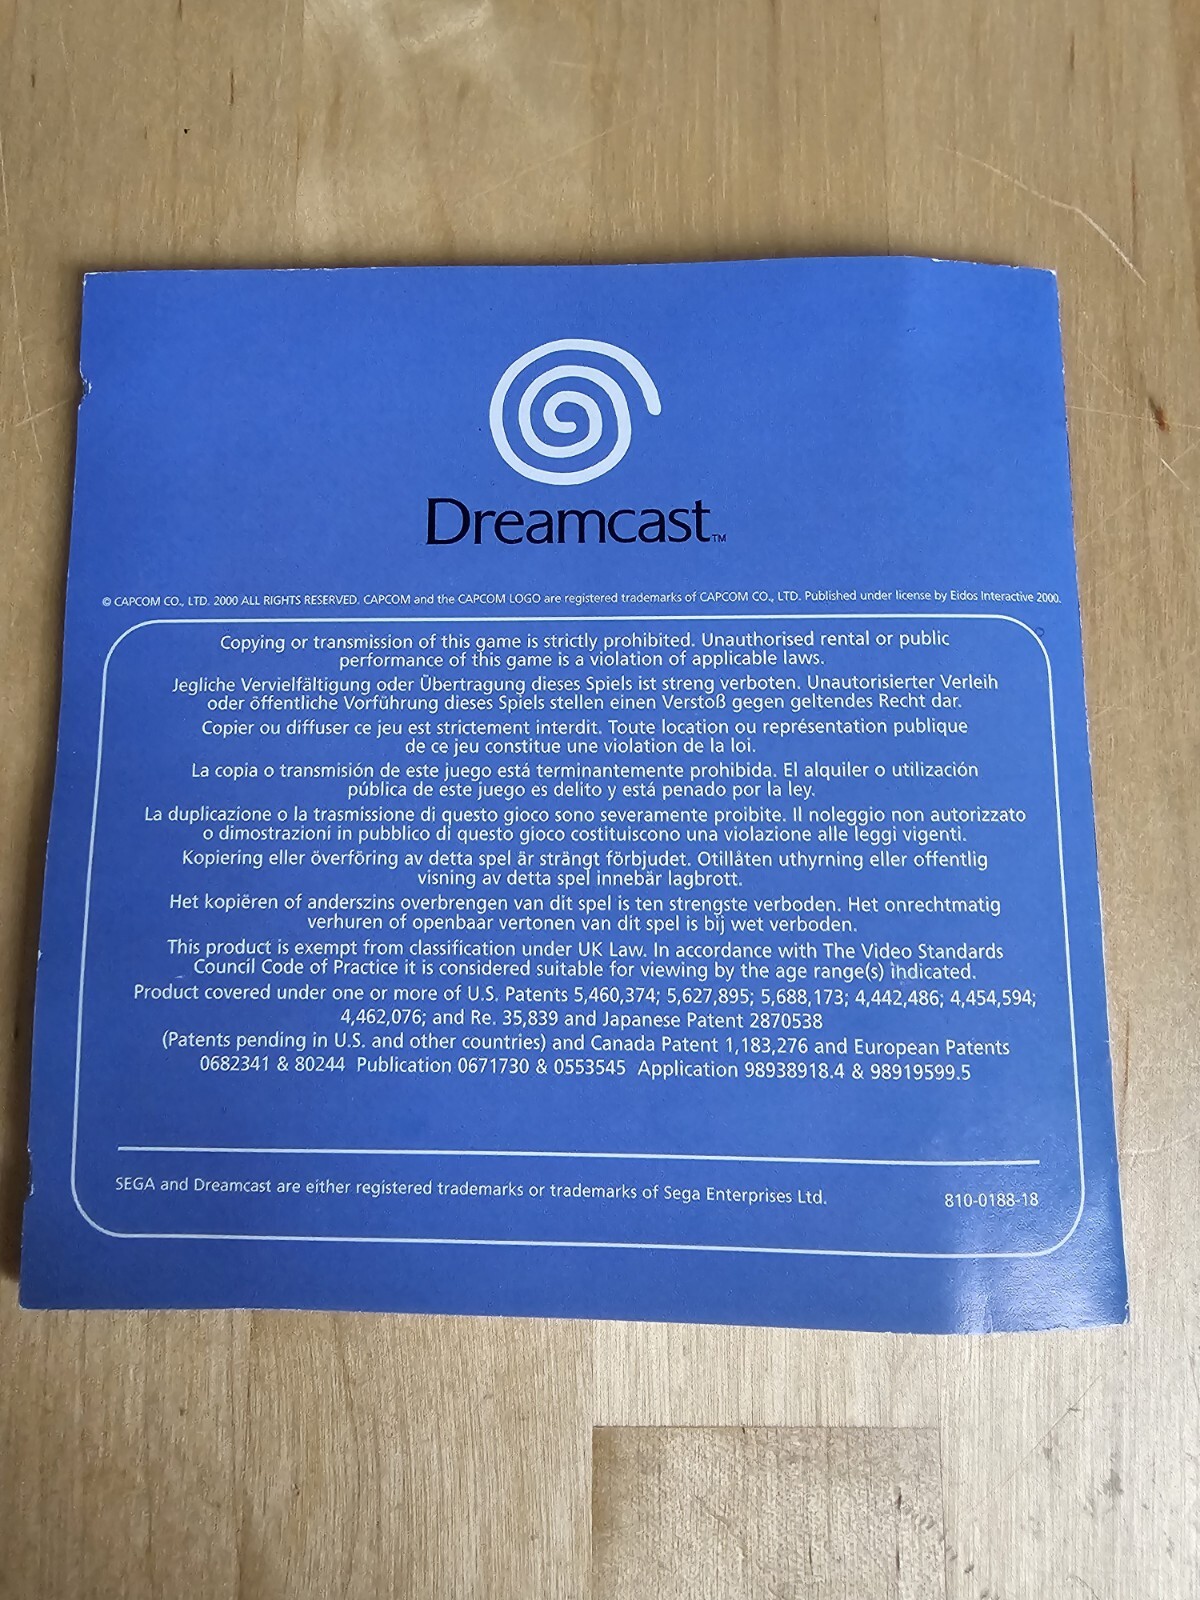 Dreamcast™
© CAPCOM CO., LTD. 2000 ALL RIGHTS RESERVED. CAPCOM and the CAPCOM LOGO are registered trademarks of CAPCOM CO., LTD. Published under license by Eidos Interactive 2000.
Copying or transmission of this game is strictly prohibited. Unauthorised rental or public
performance of this game is a violation of applicable laws.
Jegliche Vervielfältigung oder Übertragung dieses Spiels ist streng verboten. Unautorisierter Verleih
oder öffentliche Vorführung dieses Spiels stellen einen Verstoß gegen geltendes Recht dar.
Copier ou diffuser ce jeu est strictement interdit. Toute location ou représentation publique
de ce jeu constitue une violation de la loi.
La copia o transmisión de este juego está terminantemente prohibida. El alquiler o utilización
pública de este juego es delito y está penado por la ley.
La duplicazione o la trasmissione di questo gioco sono severamente proibite. Il noleggio non autorizzato
o dimostrazioni in pubblico di questo gioco costituiscono una violazione alle leggi vigenti.
Kopiering eller överföring av detta spel är strängt förbjudet. Otillåten uthyrning eller offentlig
visning av detta spel innebär lagbrott.
Het kopiëren of anderszins overbrengen van dit spel is ten strengste verboden. Het onrechtmatig
verhuren of openbaar vertonen van dit spel is bij wet verboden.
This product is exempt from classification under UK Law. In accordance with The Video Standards
Council Code of Practice it is considered suitable for viewing by the age range(s) indicated.
Product covered under one or more of U.S. Patents 5,460,374; 5,627,895; 5,688,173; 4,442,486; 4,454,594;
4,462,076; and Re. 35,839 and Japanese Patent 2870538
(Patents pending in U.S. and other countries) and Canada Patent 1,183,276 and European Patents
0682341 & 80244 Publication 0671730 & 0553545 Application 98938918.4 & 98919599.5
SEGA and Dreamcast are either registered trademarks or trademarks of Sega Enterprises Ltd.
810-0188-18